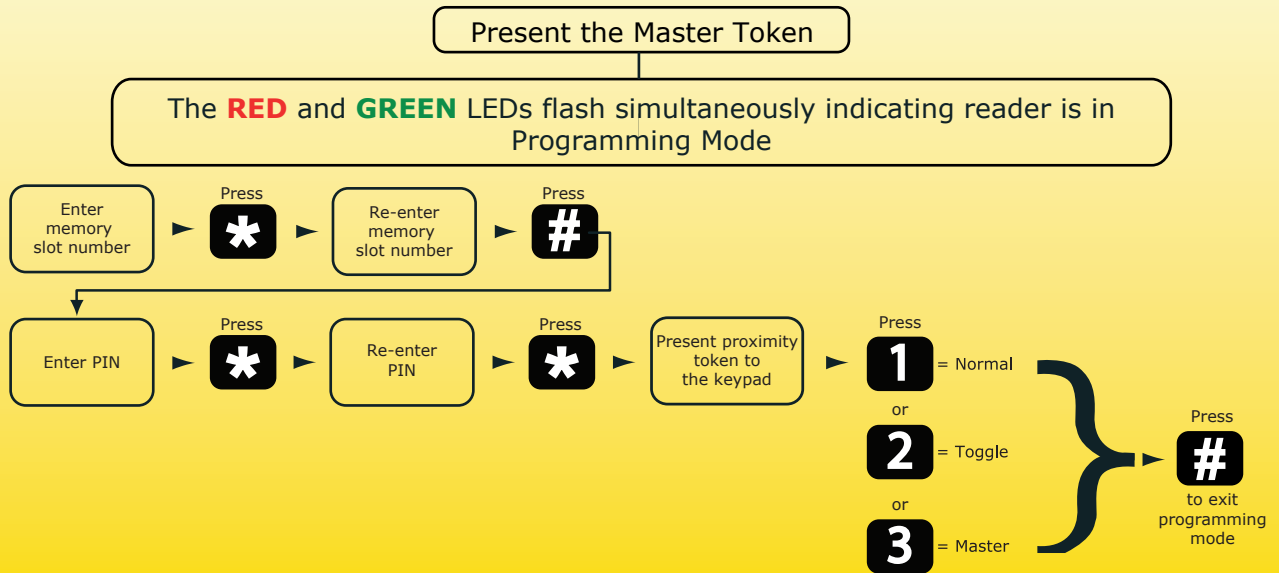 Present the Master Token
The RED and GREEN LEDs flash simultaneously indicating reader is in
Programming Mode
Enter
memory
slot number
Press
*
Re-enter
memory
slot number
Press
#
Enter PIN
Press
*
Re-enter
PIN
Press
*
Present proximity
token to
the keypad
Press
1 = Normal
or
2 = Toggle
or
3 = Master
Press
#
to exit
programming
mode